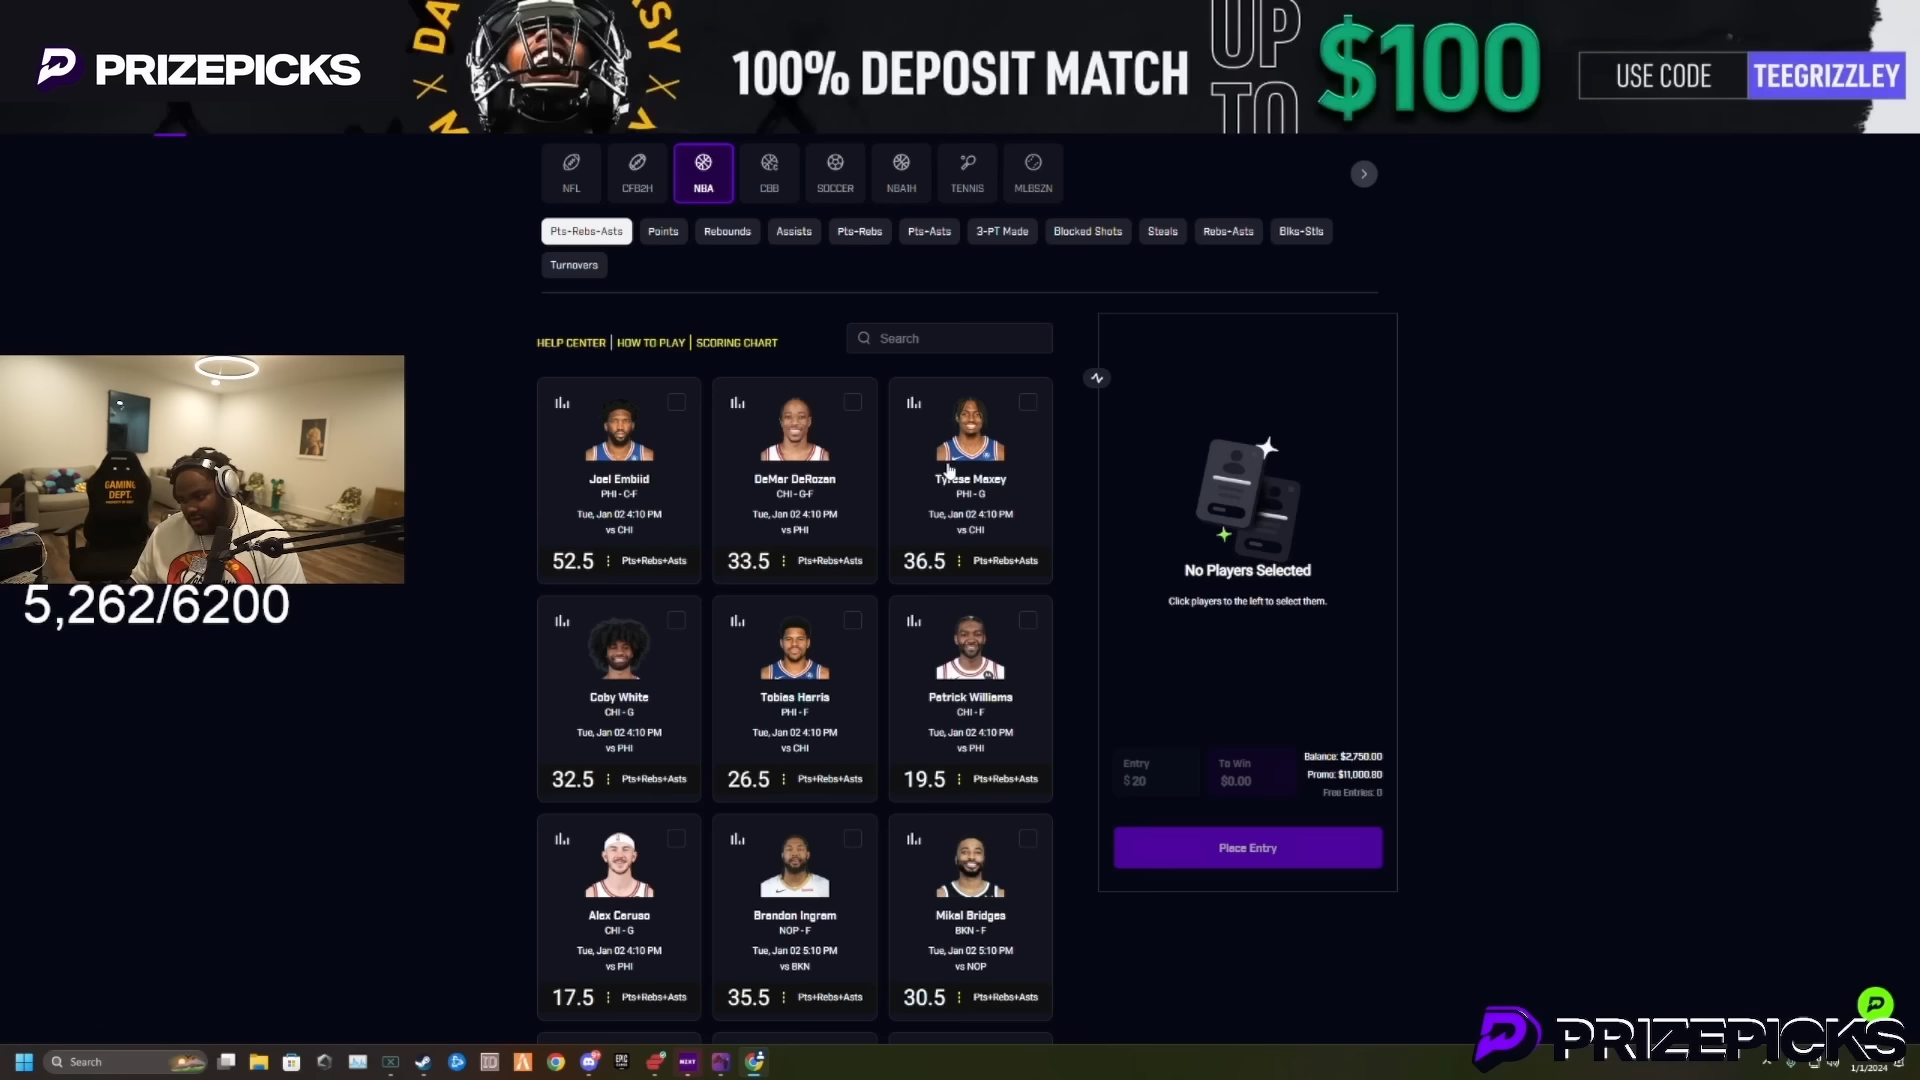 PRIZEPICKS
100% DEPOSIT MATCH
UP TO
$100
USE CODE TEEGRIZZLEY
NFL
CFB2H
NBA
CBB
SOCCER
NBA1H
TENNIS
MLBSZN
Pts-Rebs-Asts
Points
Rebounds
Assists
Pts-Rebs
Pts-Asts
3-PT Made
Blocked Shots
Steals
Rebs-Asts
Blks-Stls
Turnovers
HELP CENTER | HOW TO PLAY | SCORING CHART
Search
Joel Embiid
PHI - C-F
Tue, Jan 02 4:10 PM
vs CHI
52.5
Pts+Rebs+Asts
DeMar DeRozan
CHI - G-F
Tue, Jan 02 4:10 PM
vs PHI
33.5
Pts+Rebs+Asts
Tyrese Maxey
PHI - G
Tue, Jan 02 4:10 PM
vs CHI
36.5
Pts+Rebs+Asts
Coby White
CHI - G
Tue, Jan 02 4:10 PM
vs PHI
32.5
Pts+Rebs+Asts
Tobias Harris
PHI - F
Tue, Jan 02 4:10 PM
vs CHI
26.5
Pts+Rebs+Asts
Patrick Williams
CHI - F
Tue, Jan 02 4:10 PM
vs PHI
19.5
Pts+Rebs+Asts
Alex Caruso
CHI - G
Tue, Jan 02 4:10 PM
vs PHI
17.5
Pts+Rebs+Asts
Brandon Ingram
NOP - F
Tue, Jan 02 5:10 PM
vs BKN
35.5
Pts+Rebs+Asts
Mikal Bridges
BKN - F
Tue, Jan 02 5:10 PM
vs NOP
30.5
Pts+Rebs+Asts
No Players Selected
Click players to the left to select them.
Entry
$ 20
To Win
$0.00
Balance: $2,750.00
Promo: $11,000.80
Free Entries: 0
Place Entry
GAMING
DEPT.
5,262/6200
PRIZEPICKS
Search
EPIC
NEXT
1/1/2024